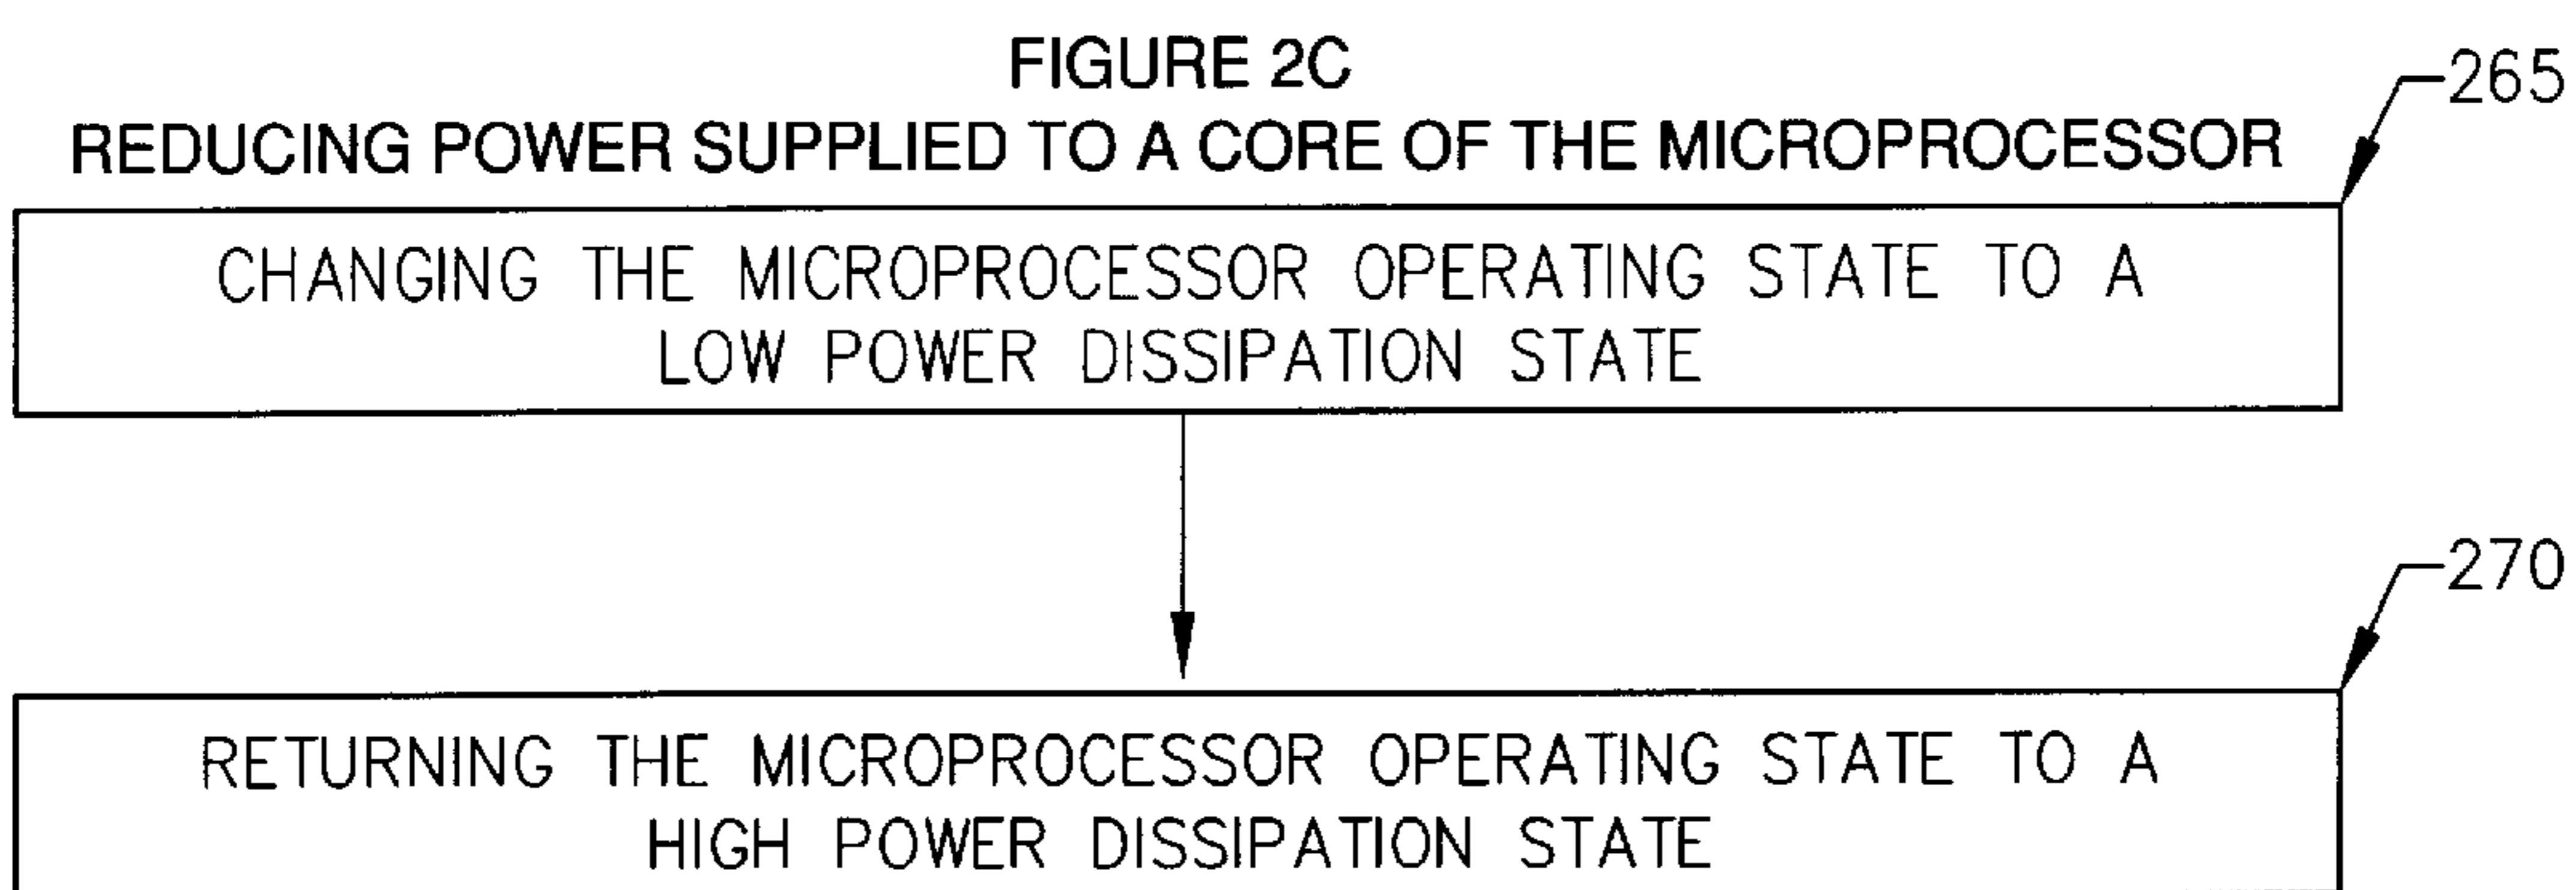 FIGURE 2C
REDUCING POWER SUPPLIED TO A CORE OF THE MICROPROCESSOR
265
CHANGING THE MICROPROCESSOR OPERATING STATE TO A
LOW POWER DISSIPATION STATE
270
RETURNING THE MICROPROCESSOR OPERATING STATE TO A
HIGH POWER DISSIPATION STATE